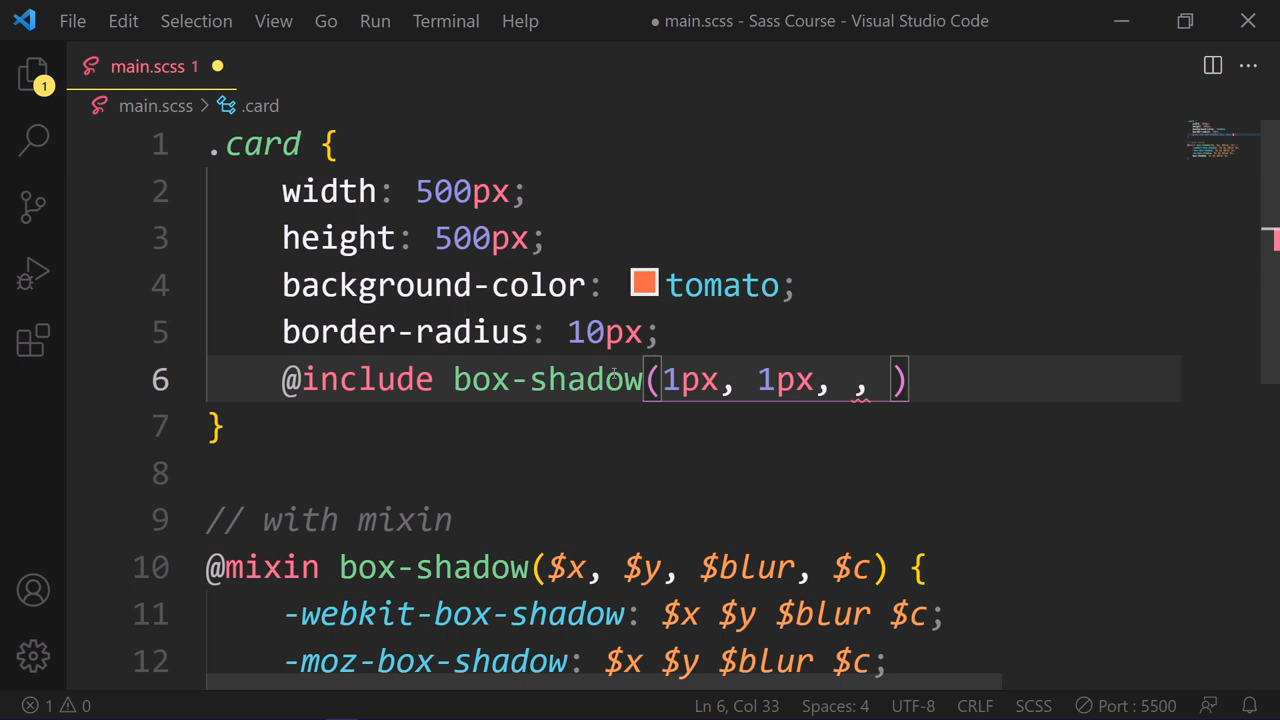 File Edit Selection View Go Run Terminal Help ● main.scss - Sass Course - Visual Studio Code
main.scss 1
1
main.scss > .card
1 .card {
2 width: 500px;
3 height: 500px;
4 background-color: tomato;
5 border-radius: 10px;
6 @include box-shadow(1px, 1px, , )
7 }
8
9 // with mixin
10 @mixin box-shadow($x, $y, $blur, $c) {
11 -webkit-box-shadow: $x $y $blur $c;
12 -moz-box-shadow: $x $y $blur $c;
1 0 Ln 6, Col 33 Spaces: 4 UTF-8 CRLF SCSS Port : 5500